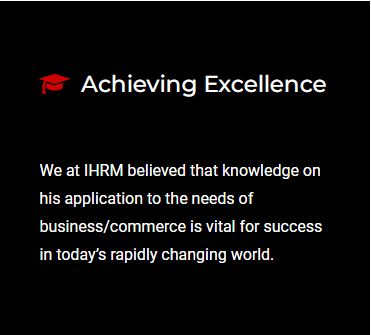 Achieving Excellence
We at IHRM believed that knowledge on
his application to the needs of
business/commerce is vital for success
in today’s rapidly changing world.